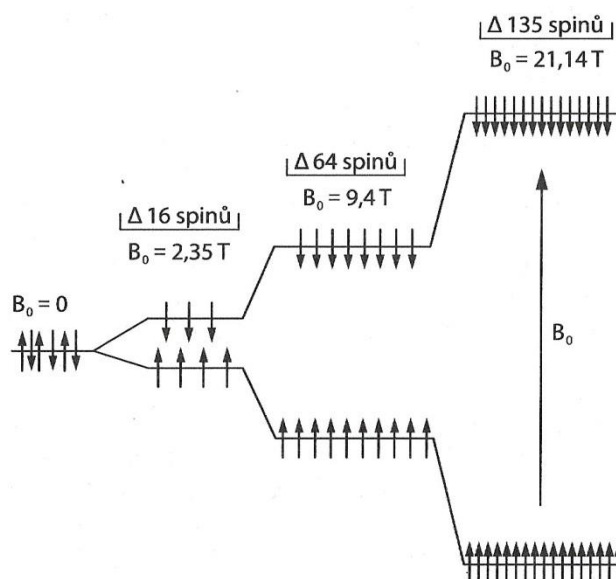 Δ 135 spinů
B₀ = 21,14 T
Δ 64 spinů
B₀ = 9,4 T
Δ 16 spinů
B₀ = 2,35 T
B₀ = 0
B₀